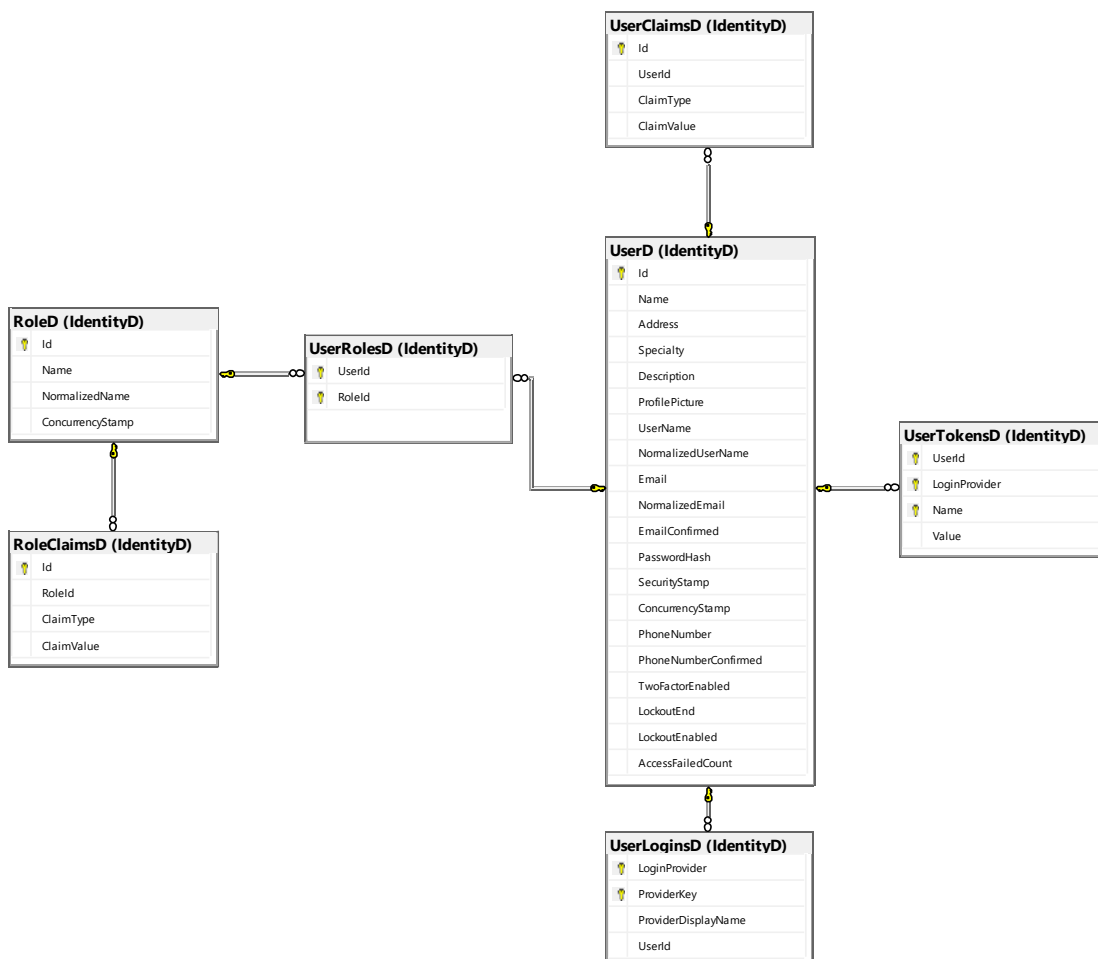 UserClaimsD (IdentityD)
Id
UserId
ClaimType
ClaimValue
UserD (IdentityD)
Id
Name
Address
Specialty
Description
ProfilePicture
UserName
NormalizedUserName
Email
NormalizedEmail
EmailConfirmed
PasswordHash
SecurityStamp
ConcurrencyStamp
PhoneNumber
PhoneNumberConfirmed
TwoFactorEnabled
LockoutEnd
LockoutEnabled
AccessFailedCount
RoleD (IdentityD)
Id
Name
NormalizedName
ConcurrencyStamp
UserRolesD (IdentityD)
UserId
RoleId
UserTokensD (IdentityD)
UserId
LoginProvider
Name
Value
RoleClaimsD (IdentityD)
Id
RoleId
ClaimType
ClaimValue
UserLoginsD (IdentityD)
LoginProvider
ProviderKey
ProviderDisplayName
UserId